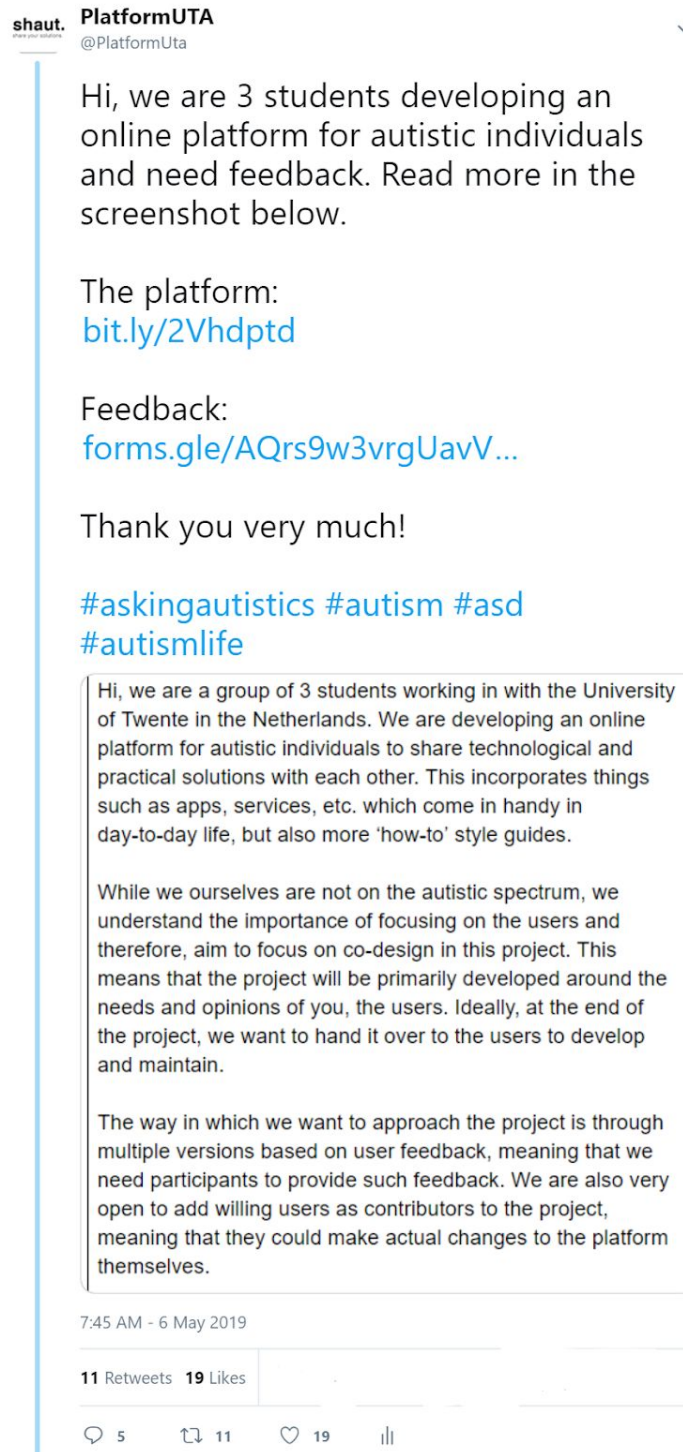 shaut.
share your solutions
PlatformUTA
@PlatformUta
Hi, we are 3 students developing an
online platform for autistic individuals
and need feedback. Read more in the
screenshot below.
The platform:
bit.ly/2Vhdptd
Feedback:
forms.gle/AQrs9w3vrgUavV...
Thank you very much!
#askingautistics #autism #asd
#autismlife
Hi, we are a group of 3 students working in with the University
of Twente in the Netherlands. We are developing an online
platform for autistic individuals to share technological and
practical solutions with each other. This incorporates things
such as apps, services, etc. which come in handy in
day-to-day life, but also more ‘how-to’ style guides.
While we ourselves are not on the autistic spectrum, we
understand the importance of focusing on the users and
therefore, aim to focus on co-design in this project. This
means that the project will be primarily developed around the
needs and opinions of you, the users. Ideally, at the end of
the project, we want to hand it over to the users to develop
and maintain.
The way in which we want to approach the project is through
multiple versions based on user feedback, meaning that we
need participants to provide such feedback. We are also very
open to add willing users as contributors to the project,
meaning that they could make actual changes to the platform
themselves.
7:45 AM - 6 May 2019
11 Retweets 19 Likes
5 11 19